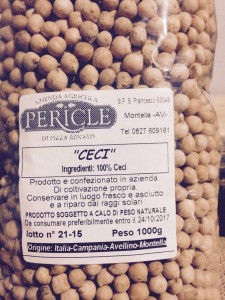 AZIENDA AGRICOLA
PERICLE
DI PIZZA RENATO
S.P. S. Francesco
Montella -AV-
Tel. 0827 609181
"CECI"
Ingredienti: 100% Ceci
Prodotto e confezionato in azienda
Di coltivazione propria
Conservare in luogo fresco e asciutto
e a riparo dai raggi solari
PRODOTTO SOGGETTO A CALO DI PESO NATURALE
Da consumare preferibilmente entro il 24/10/2017
lotto n° 21-15 Peso 1000g
Origine: Italia-Campania-Avellino-Montella